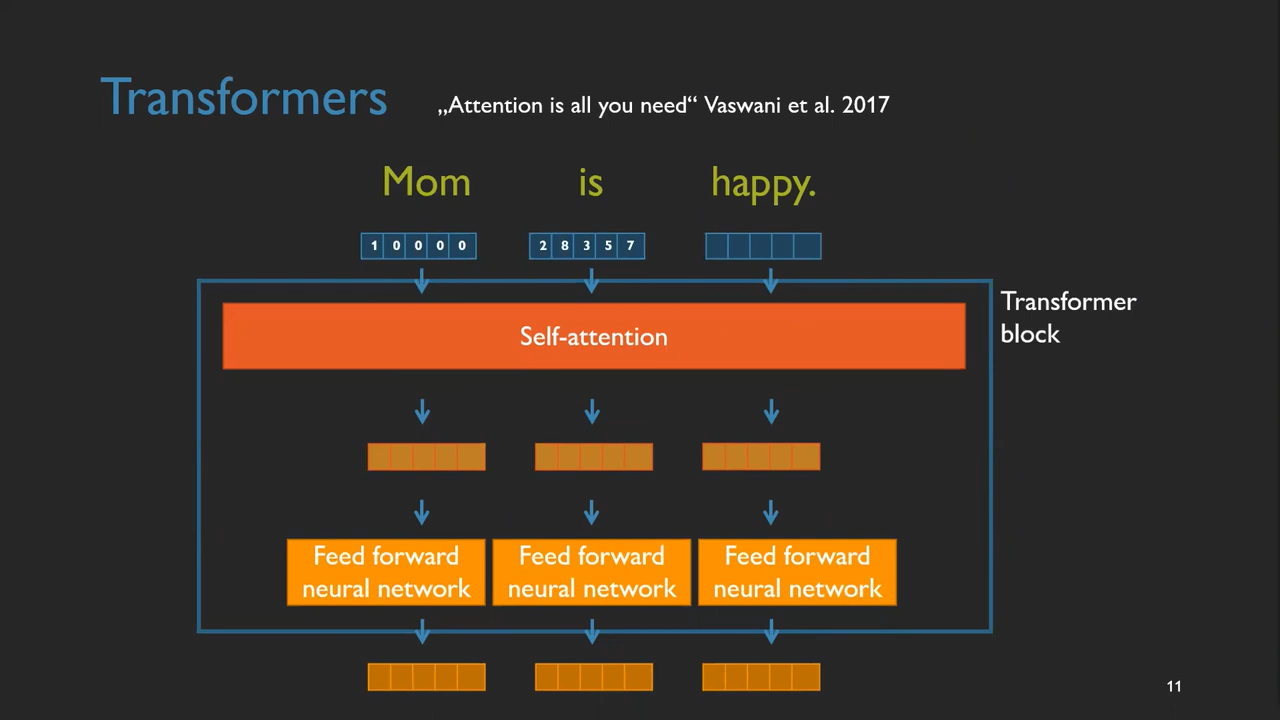 Transformers „Attention is all you need“ Vaswani et al. 2017
Mom is happy.
1 0 0 0 0 2 8 3 5 7
Transformer
block
Self-attention
Feed forward
neural network
Feed forward
neural network
Feed forward
neural network
11